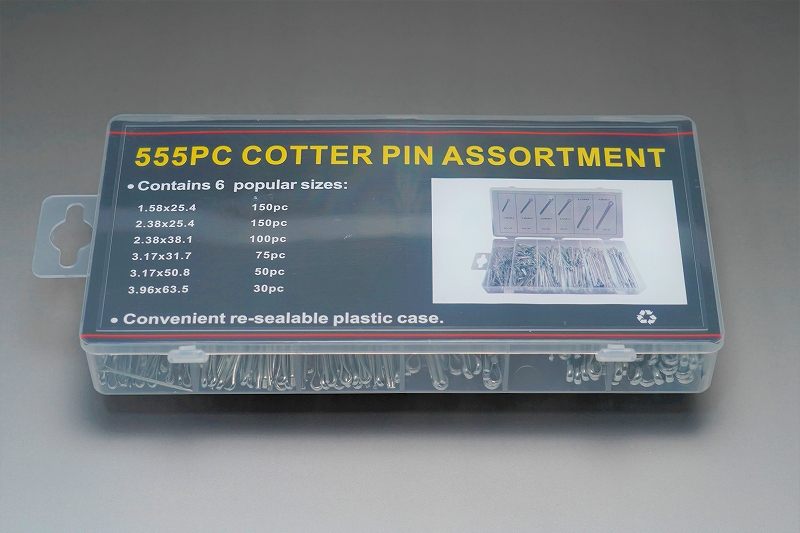 555PC COTTER PIN ASSORTMENT
• Contains 6 popular sizes:
1.58x25.4 150pc
2.38x25.4 150pc
2.38x38.1 100pc
3.17x31.7 75pc
3.17x50.8 50pc
3.96x63.5 30pc
• Convenient re-sealable plastic case.